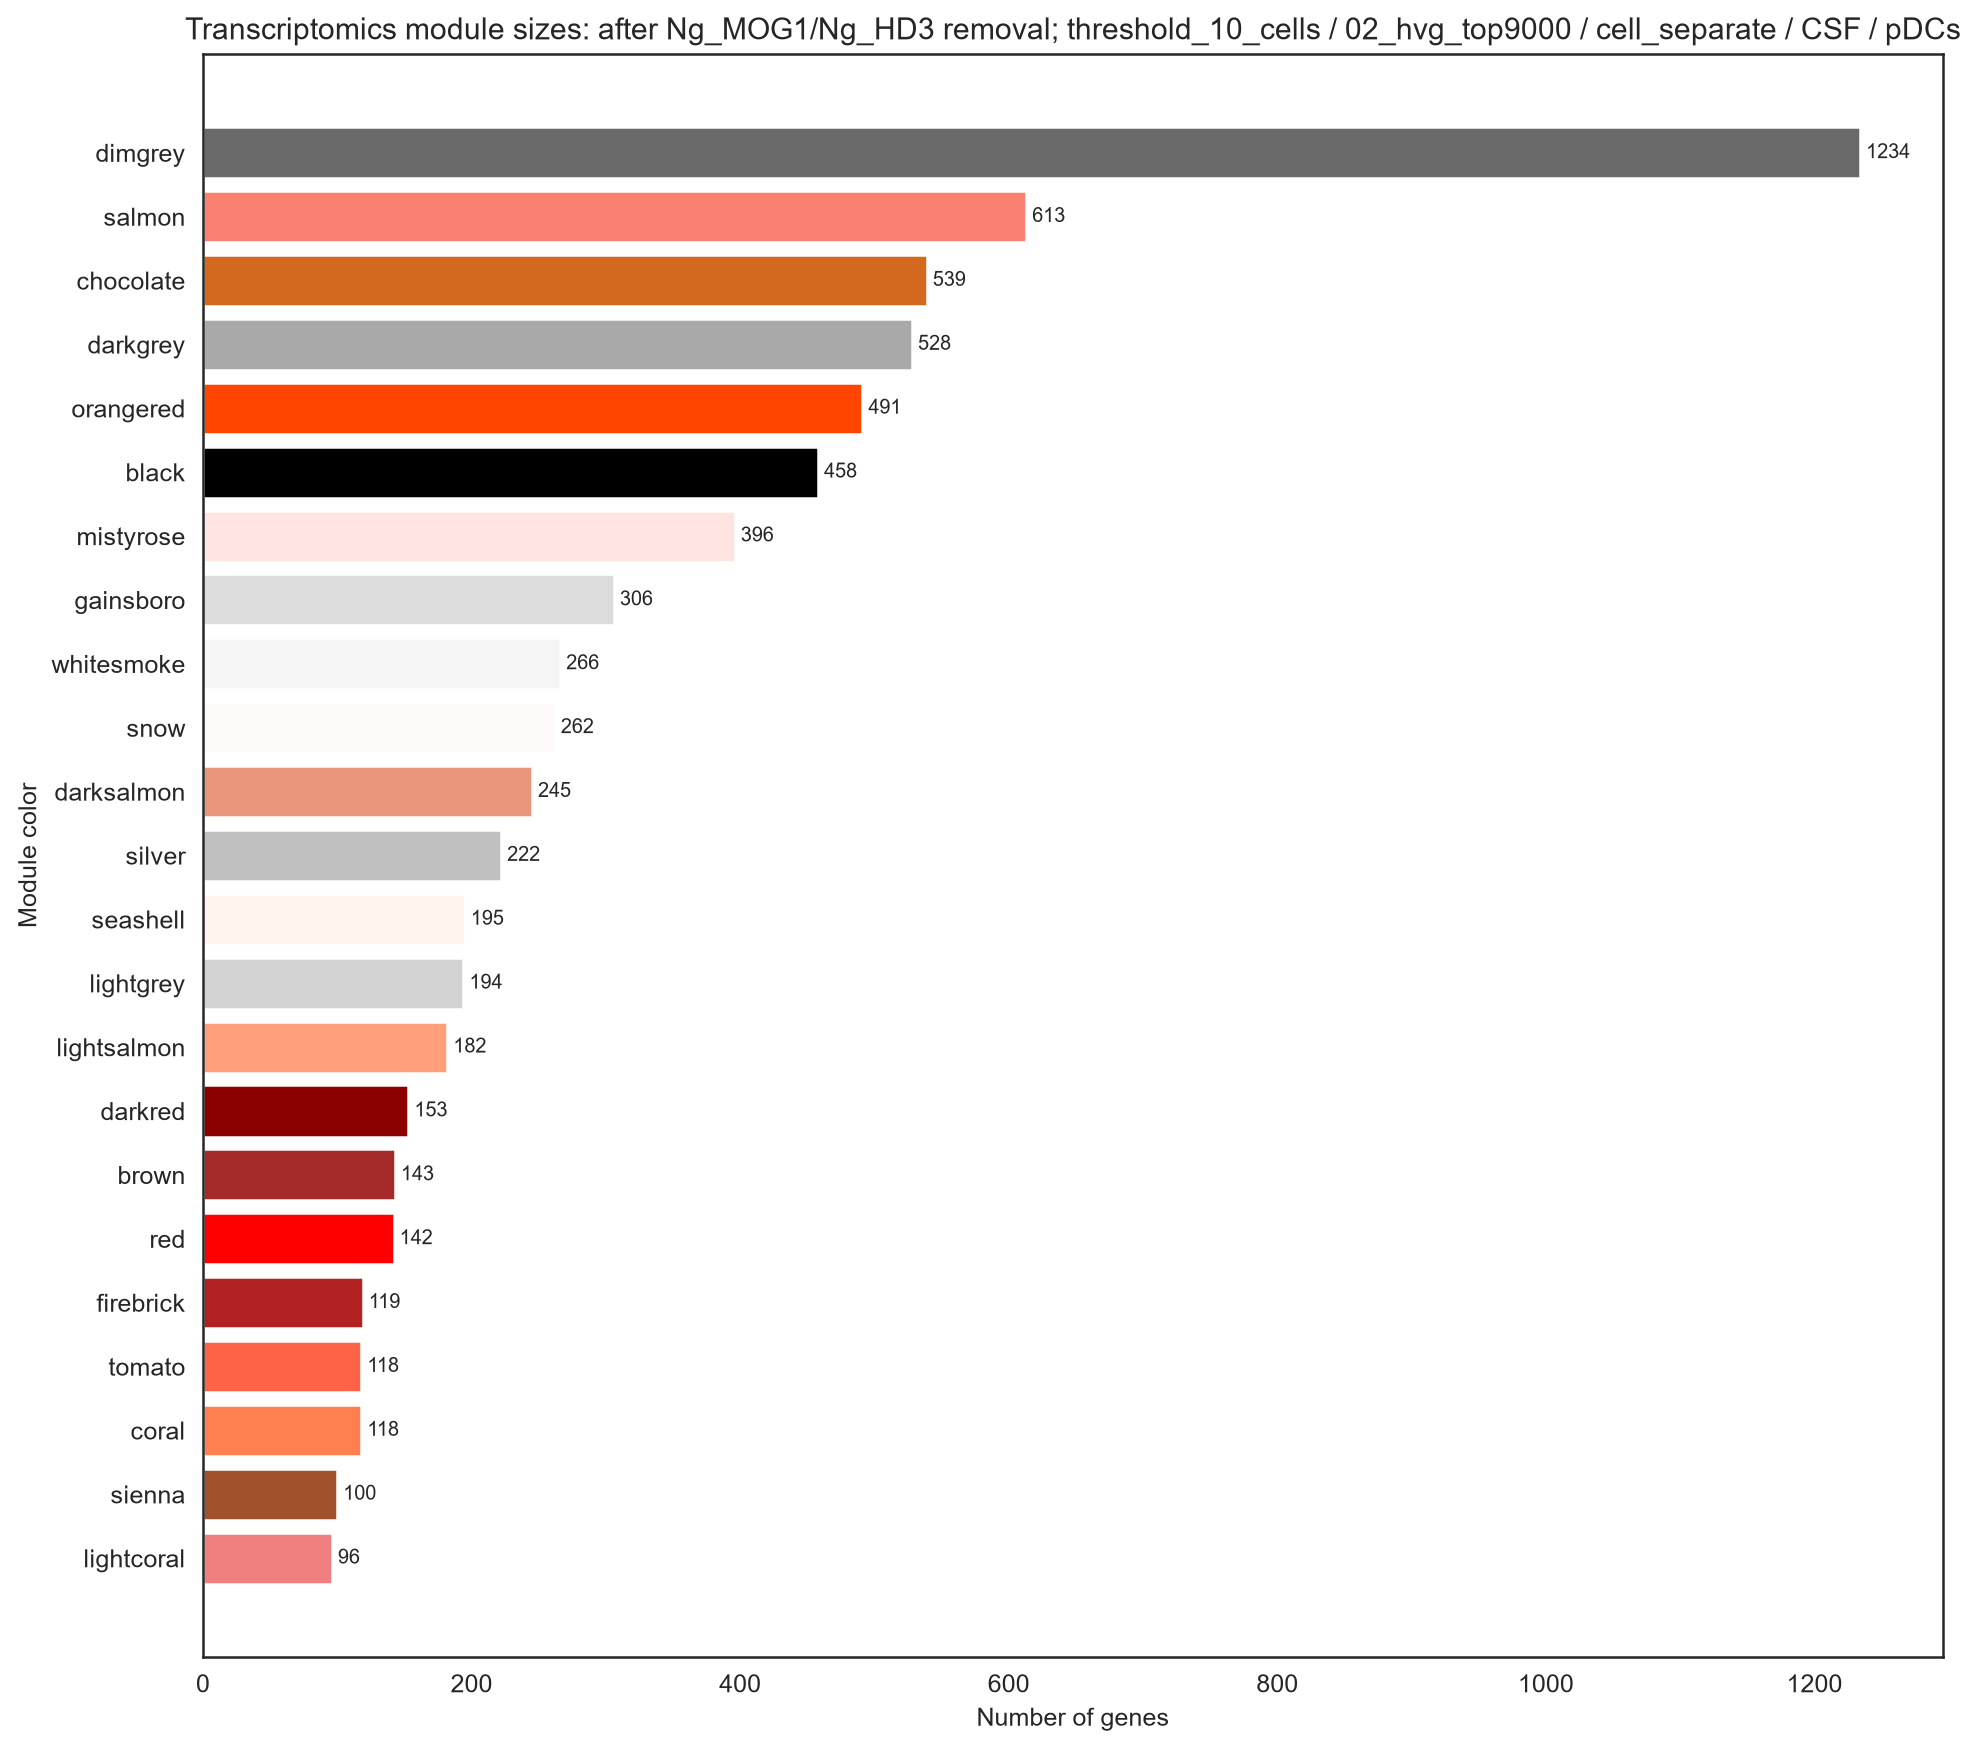 Transcriptomics module sizes: after Ng_MOG1/Ng_HD3 removal; threshold_10_cells / 02_hvg_top9000 / cell_separate / CSF / pDCs
dimgrey 1234
salmon 613
chocolate 539
darkgrey 528
orangered 491
black 458
mistyrose 396
gainsboro 306
whitesmoke 266
snow 262
darksalmon 245
silver 222
seashell 195
lightgrey 194
lightsalmon 182
darkred 153
brown 143
red 142
firebrick 119
tomato 118
coral 118
sienna 100
lightcoral 96
Module color
0 200 400 600 800 1000 1200
Number of genes